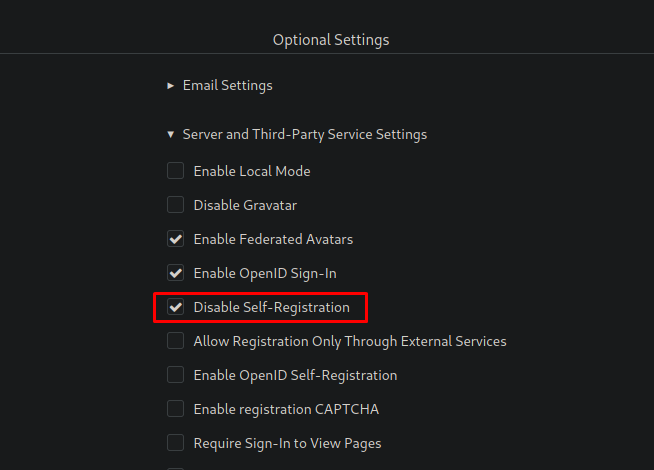 Optional Settings
Email Settings
Server and Third-Party Service Settings
Enable Local Mode
Disable Gravatar
Enable Federated Avatars
Enable OpenID Sign-In
Disable Self-Registration
Allow Registration Only Through External Services
Enable OpenID Self-Registration
Enable registration CAPTCHA
Require Sign-In to View Pages